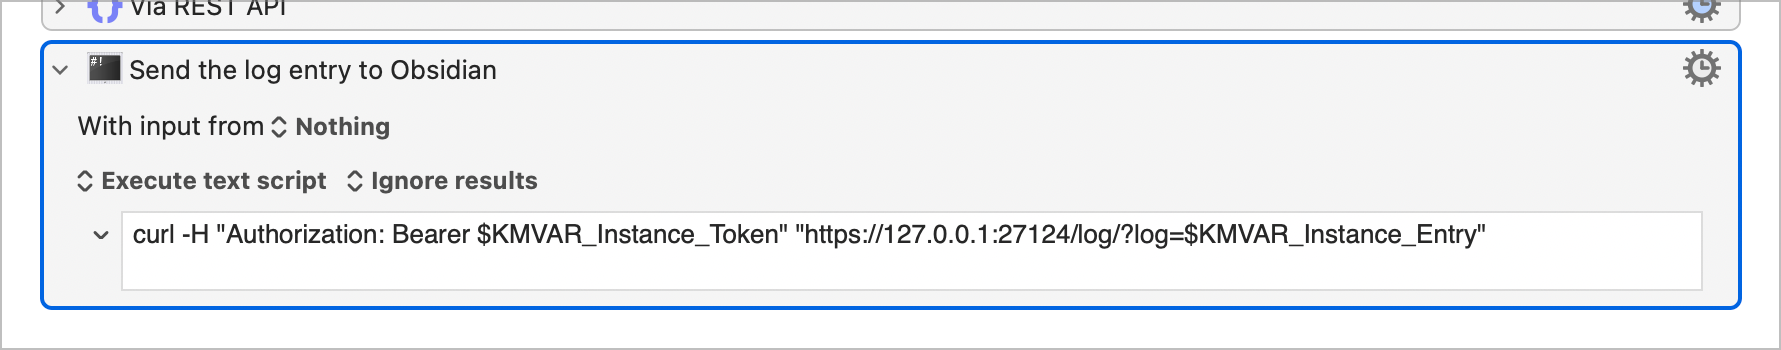 Via REST API
#!
Send the log entry to Obsidian
With input from Nothing
Execute text script Ignore results
curl -H "Authorization: Bearer $KMVAR_Instance_Token" "https://127.0.0.1:27124/log/?log=$KMVAR_Instance_Entry"